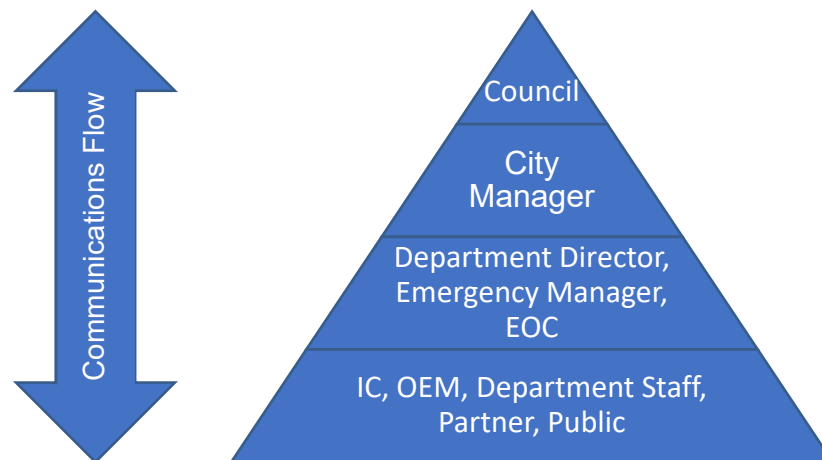 Communications Flow
Council
City
Manager
Department Director,
Emergency Manager,
EOC
IC, OEM, Department Staff,
Partner, Public